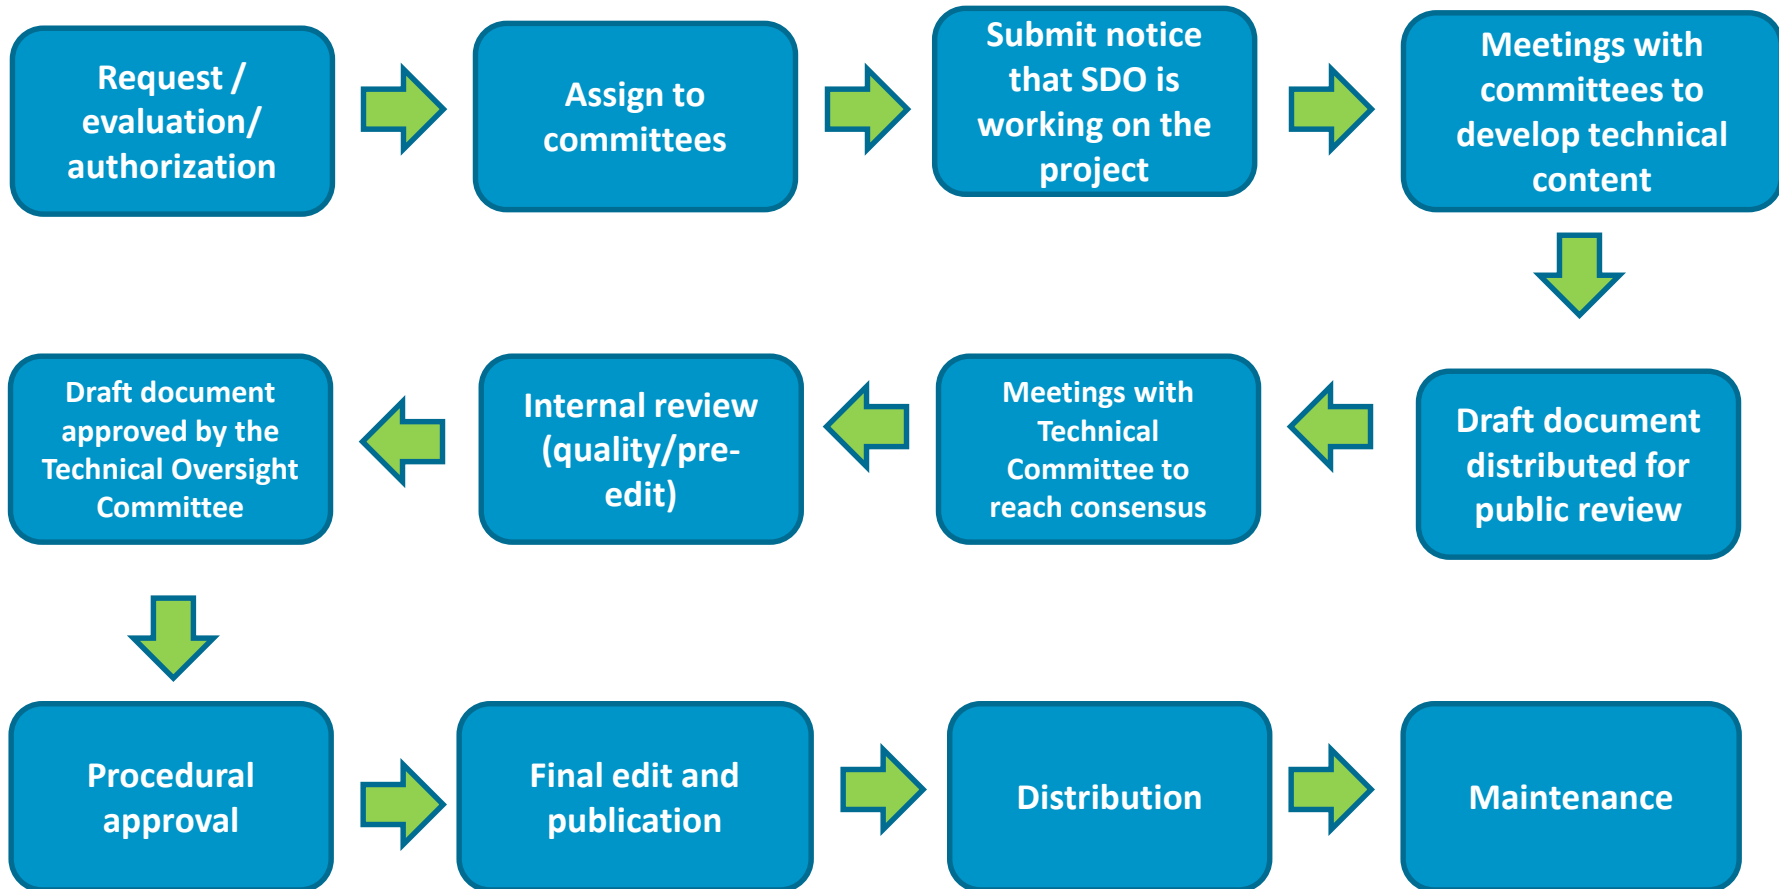 Request /
evaluation/
authorization
Assign to
committees
Submit notice
that SDO is
working on the
project
Meetings with
committees to
develop technical
content
Draft document
distributed for
public review
Meetings with
Technical
Committee to
reach consensus
Internal review
(quality/pre-
edit)
Draft document
approved by the
Technical Oversight
Committee
Procedural
approval
Final edit and
publication
Distribution
Maintenance